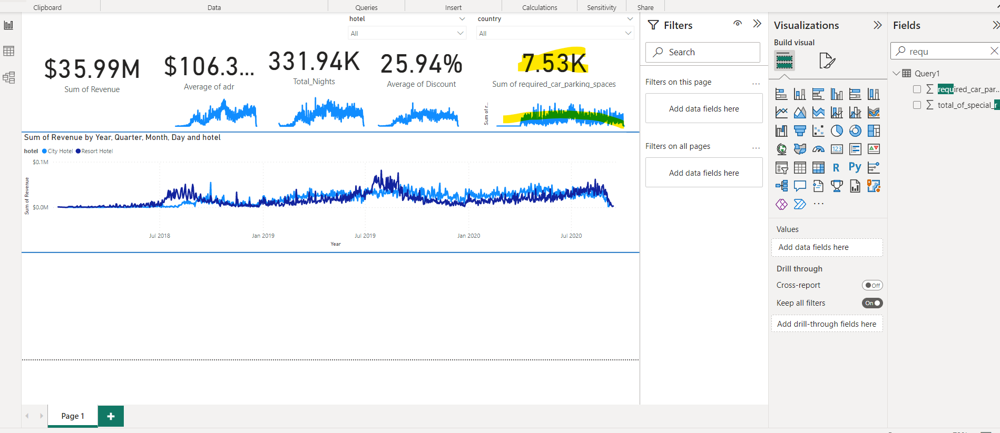 Clipboard
Data
Queries
Insert
Calculations
Sensitivity
Share
hotel
All
country
All
$35.99M
Sum of Revenue
$106.3...
Average of adr
331.94K
Total_Nights
25.94%
Average of Discount
7.53K
Sum of required_car_parking_spaces
Sum of r...
Sum of Revenue by Year, Quarter, Month, Day and hotel
hotel City Hotel Resort Hotel
Sum of Revenue
$0.1M
$0.0M
Jul 2018 Jan 2019 Jul 2019 Jan 2020 Jul 2020
Year
Page 1
Filters
Search
Filters on this page ...
Add data fields here
Filters on all pages ...
Add data fields here
Visualizations
Build visual
123
R Py
...
Values
Add data fields here
Drill through
Cross-report Off
Keep all filters On
Add drill-through fields here
Fields
requ
Query1
required_car_par...
total_of_special_r